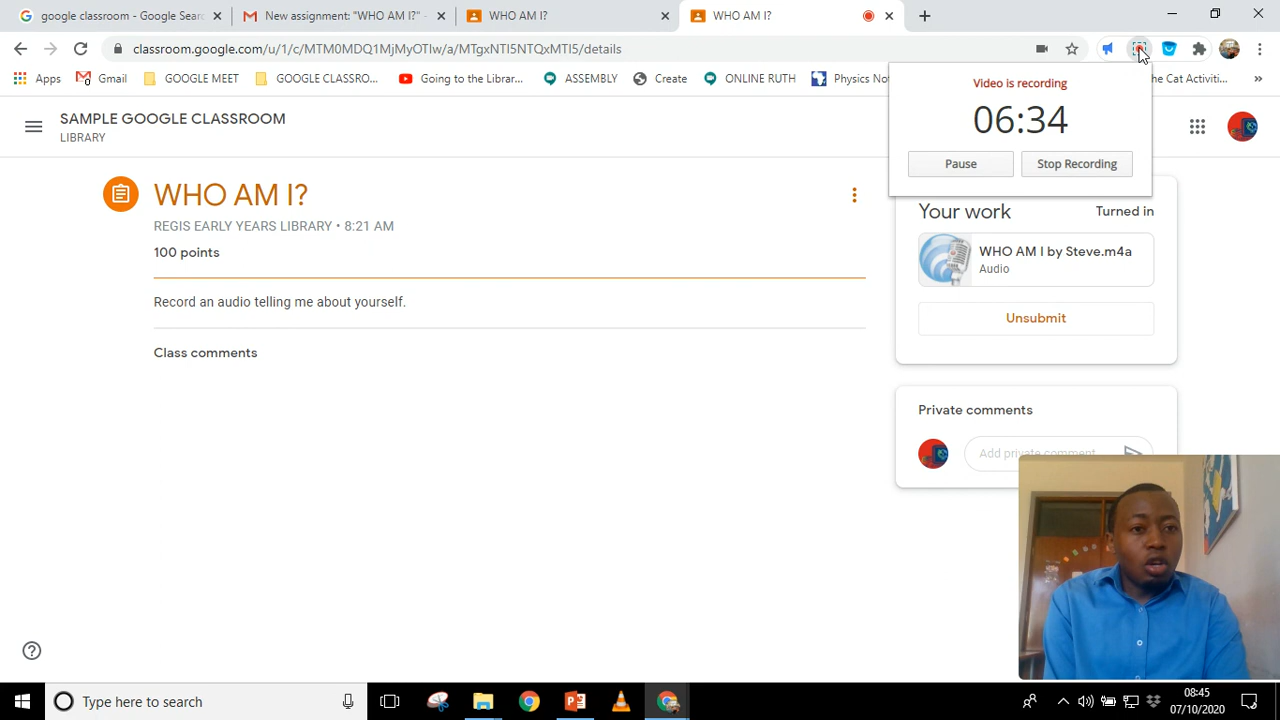 google classroom - Google Sear
New assignment: "WHO AM I?" -
WHO AM I?
WHO AM I?
classroom.google.com/u/1/c/MTM0MDQ1MjMyOTIw/a/MTgxNTI5NTQxMTI5/details
Apps
Gmail
GOOGLE MEET
GOOGLE CLASSRO...
Going to the Librar...
ASSEMBLY
Create
ONLINE RUTH
Physics No
he Cat Activiti...
Video is recording
06:34
Pause
Stop Recording
SAMPLE GOOGLE CLASSROOM
LIBRARY
WHO AM I?
REGIS EARLY YEARS LIBRARY • 8:21 AM
100 points
Record an audio telling me about yourself.
Class comments
Your work
Turned in
WHO AM I by Steve.m4a
Audio
Unsubmit
Private comments
Add private comment
Type here to search
08:45
07/10/2020